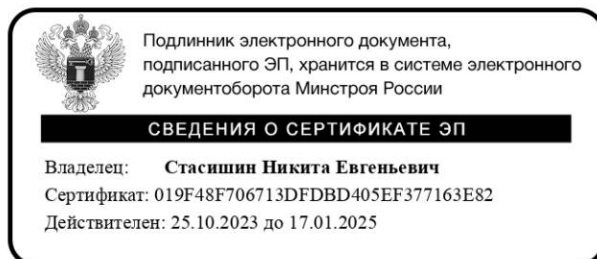 Подлинник электронного документа,
подписанного ЭП, хранится в системе электронного
документоборота Минстроя России
СВЕДЕНИЯ О СЕРТИФИКАТЕ ЭП
Владелец: Стасишин Никита Евгеньевич
Сертификат: 019F48F706713DFDBD405EF377163E82
Действителен: 25.10.2023 до 17.01.2025